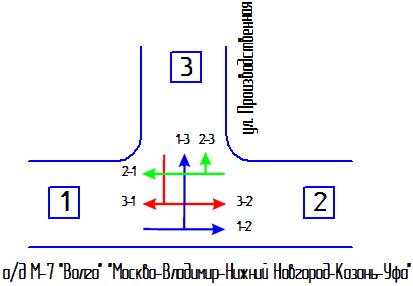 3
ул. Производственная
1-3 2-3
2-1
1 3-1 3-2 2
1-2
а/д М-7 "Волга" "Москва-Владимир-Нижний Новгород-Казань-Уфа"